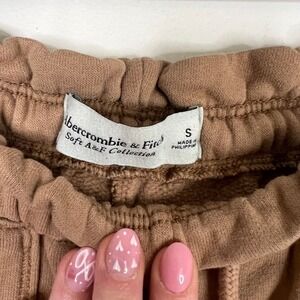 Abercrombie & Fitch
Soft A&F Collection
S
MADE IN
PHILIPPINES